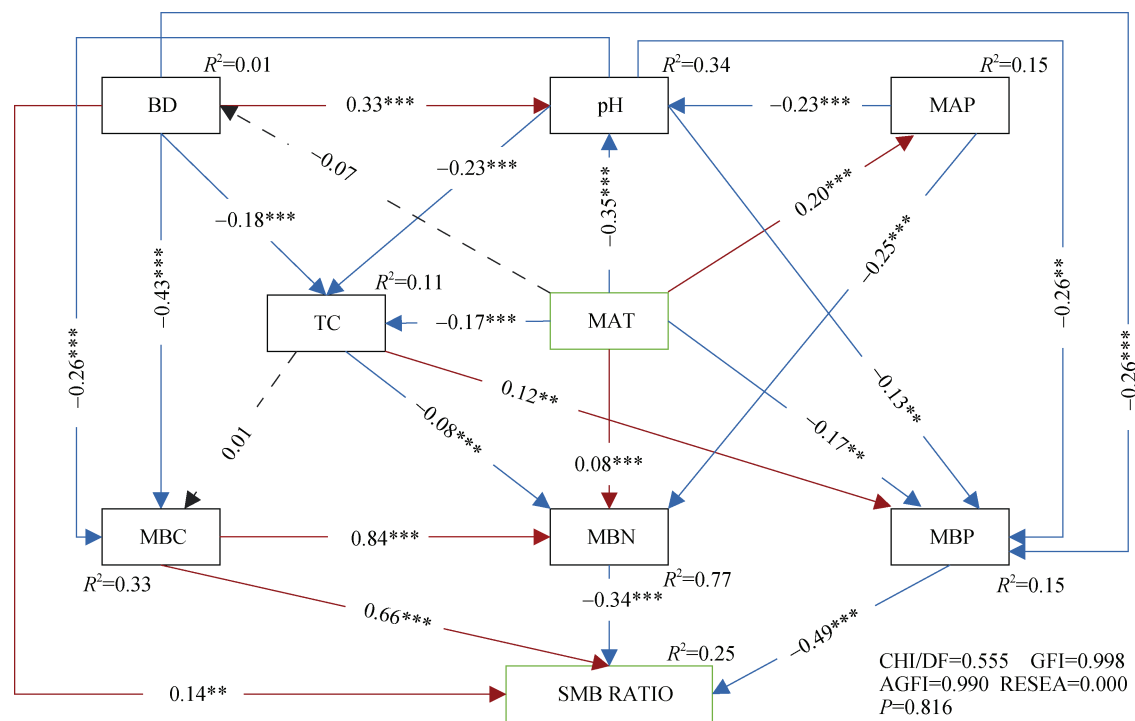 R²=0.01
R²=0.34
R²=0.15
BD
0.33***
pH
−0.23***
MAP
−0.07
−0.23***
−0.35***
0.20***
−0.18***
−0.25***
−0.43***
R²=0.11
−0.26**
TC
−0.17***
MAT
−0.26***
−0.26***
0.12**
−0.13**
0.01
−0.08***
−0.17**
0.08***
MBC
0.84***
MBN
MBP
R²=0.33
R²=0.77
R²=0.15
−0.34***
0.66***
−0.49***
R²=0.25
0.14**
SMB RATIO
CHI/DF=0.555 GFI=0.998
AGFI=0.990 RESEA=0.000
P=0.816